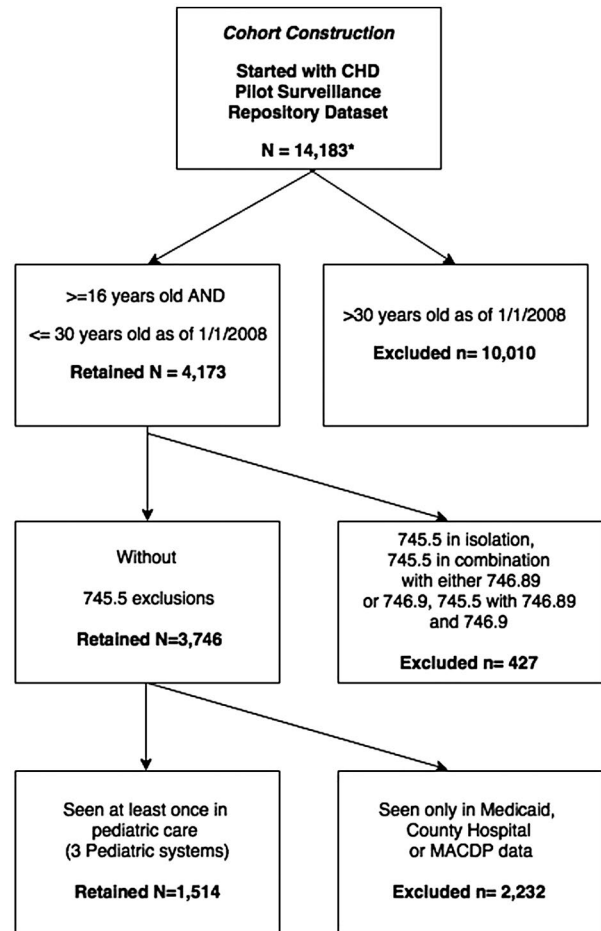 Cohort Construction
Started with CHD
Pilot Surveillance
Repository Dataset
N = 14,183*
>=16 years old AND
<= 30 years old as of 1/1/2008
Retained N = 4,173
>30 years old as of 1/1/2008
Excluded n= 10,010
Without
745.5 exclusions
Retained N=3,746
745.5 in isolation,
745.5 in combination
with either 746.89
or 746.9, 745.5 with 746.89
and 746.9
Excluded n= 427
Seen at least once in
pediatric care
(3 Pediatric systems)
Retained N=1,514
Seen only in Medicaid,
County Hospital
or MACDP data
Excluded n= 2,232